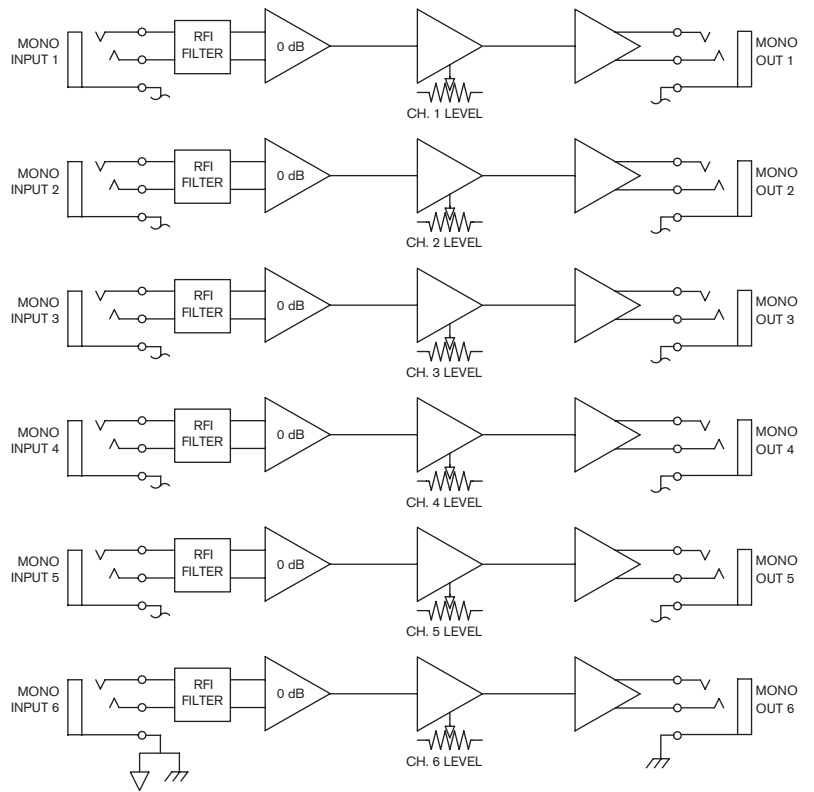 MONO
INPUT 1
RFI
FILTER
0 dB
CH. 1 LEVEL
MONO
OUT 1
MONO
INPUT 2
RFI
FILTER
0 dB
CH. 2 LEVEL
MONO
OUT 2
MONO
INPUT 3
RFI
FILTER
0 dB
CH. 3 LEVEL
MONO
OUT 3
MONO
INPUT 4
RFI
FILTER
0 dB
CH. 4 LEVEL
MONO
OUT 4
MONO
INPUT 5
RFI
FILTER
0 dB
CH. 5 LEVEL
MONO
OUT 5
MONO
INPUT 6
RFI
FILTER
0 dB
CH. 6 LEVEL
MONO
OUT 6